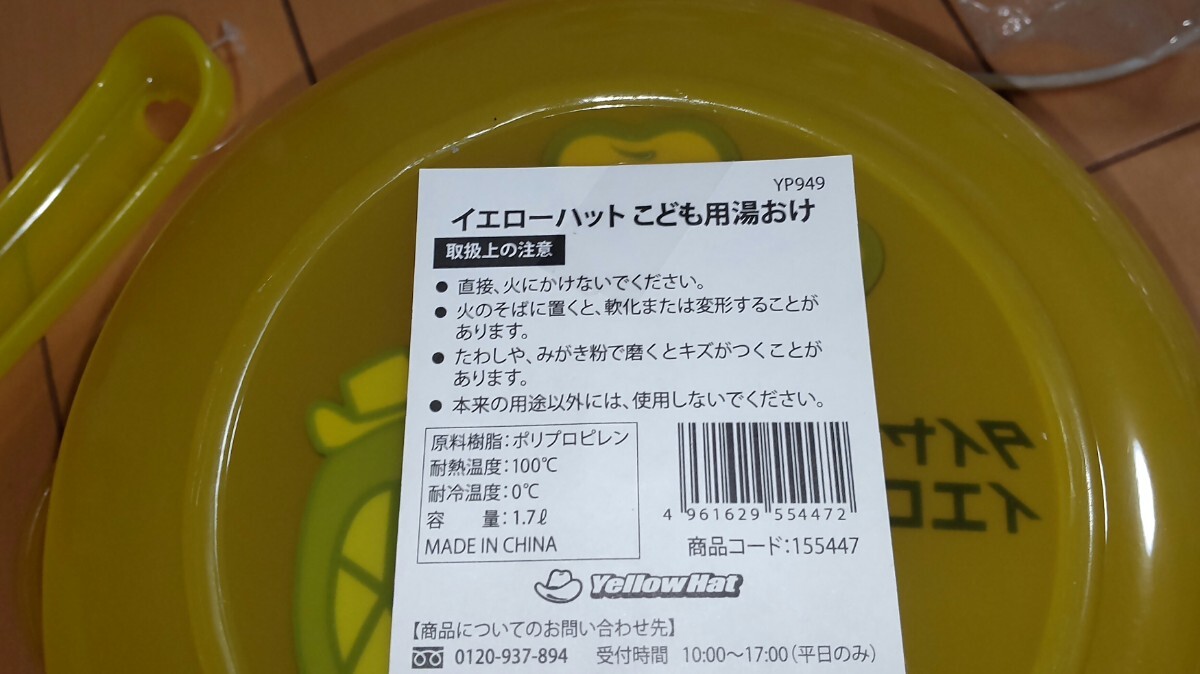 YP949
イエローハット こども用湯おけ
取扱上の注意
● 直接、火にかけないでください。
● 火のそばに置くと、軟化または変形することが
あります。
● たわしや、みがき粉で磨くとキズがつくことが
あります。
● 本来の用途以外には、使用しないでください。
原料樹脂：ポリプロピレン
耐熱温度：100℃
耐冷温度：0℃
容　　量：1.7ℓ
MADE IN CHINA
4 961629 554472
商品コード：155447
YellowHat
【商品についてのお問い合わせ先】
0120-937-894　受付時間　10:00～17:00（平日のみ）
タイヤ
イエロ